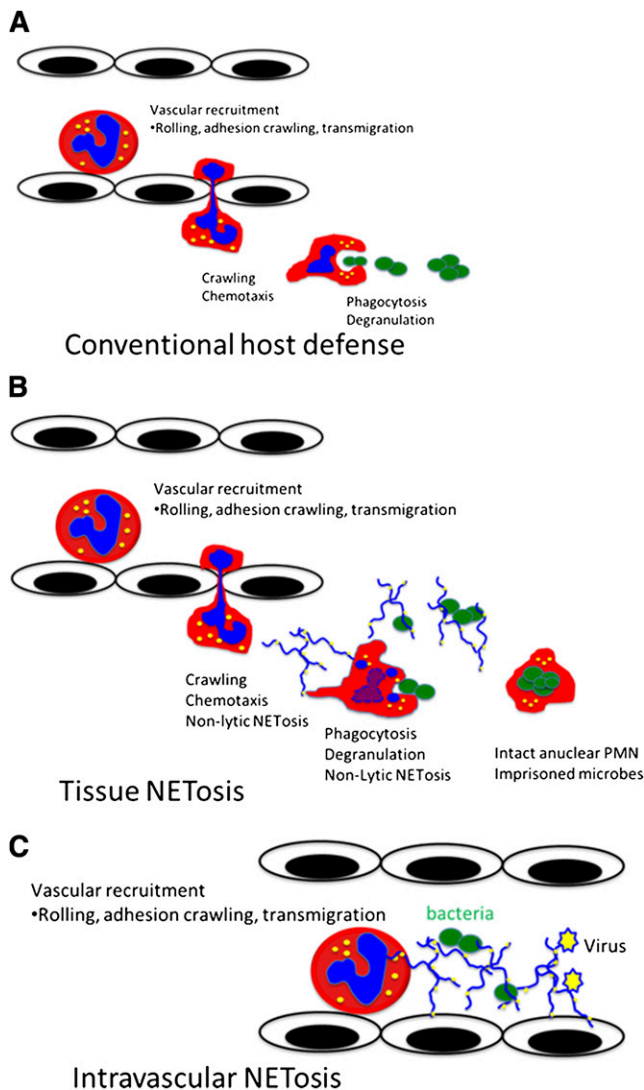 A
Vascular recruitment
•Rolling, adhesion crawling, transmigration
Crawling
Chemotaxis
Phagocytosis
Degranulation
Conventional host defense
B
Vascular recruitment
•Rolling, adhesion crawling, transmigration
Crawling
Chemotaxis
Non-lytic NETosis
Phagocytosis
Degranulation
Non-Lytic NETosis
Intact anuclear PMN
Imprisoned microbes
Tissue NETosis
C
Vascular recruitment
•Rolling, adhesion crawling, transmigration
bacteria
Virus
Intravascular NETosis